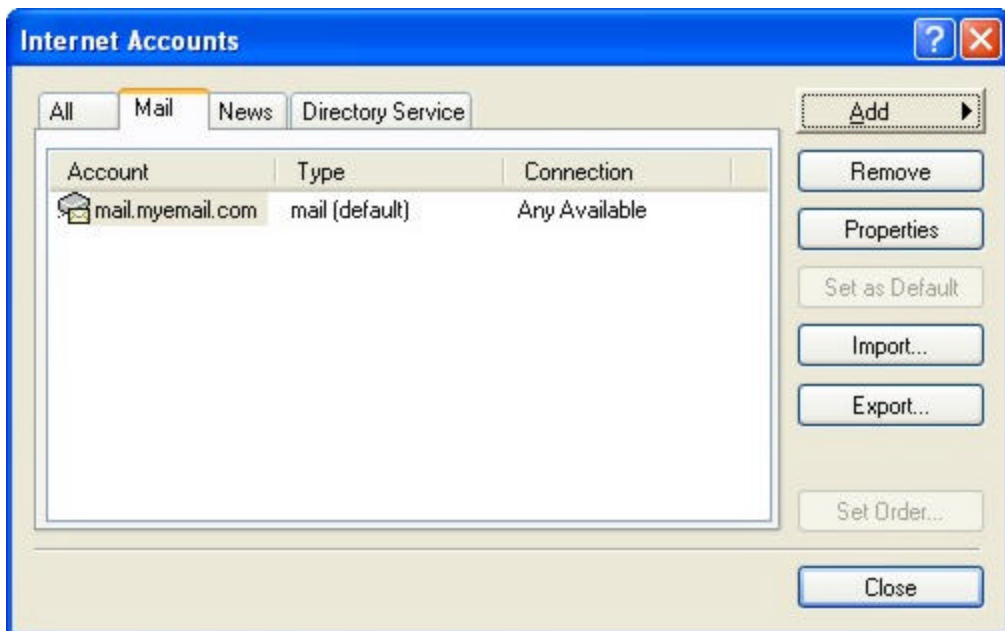 Internet Accounts
All Mail News Directory Service
Add
Account Type Connection
Remove
mail.myemail.com mail (default) Any Available
Properties
Set as Default
Import...
Export...
Set Order...
Close